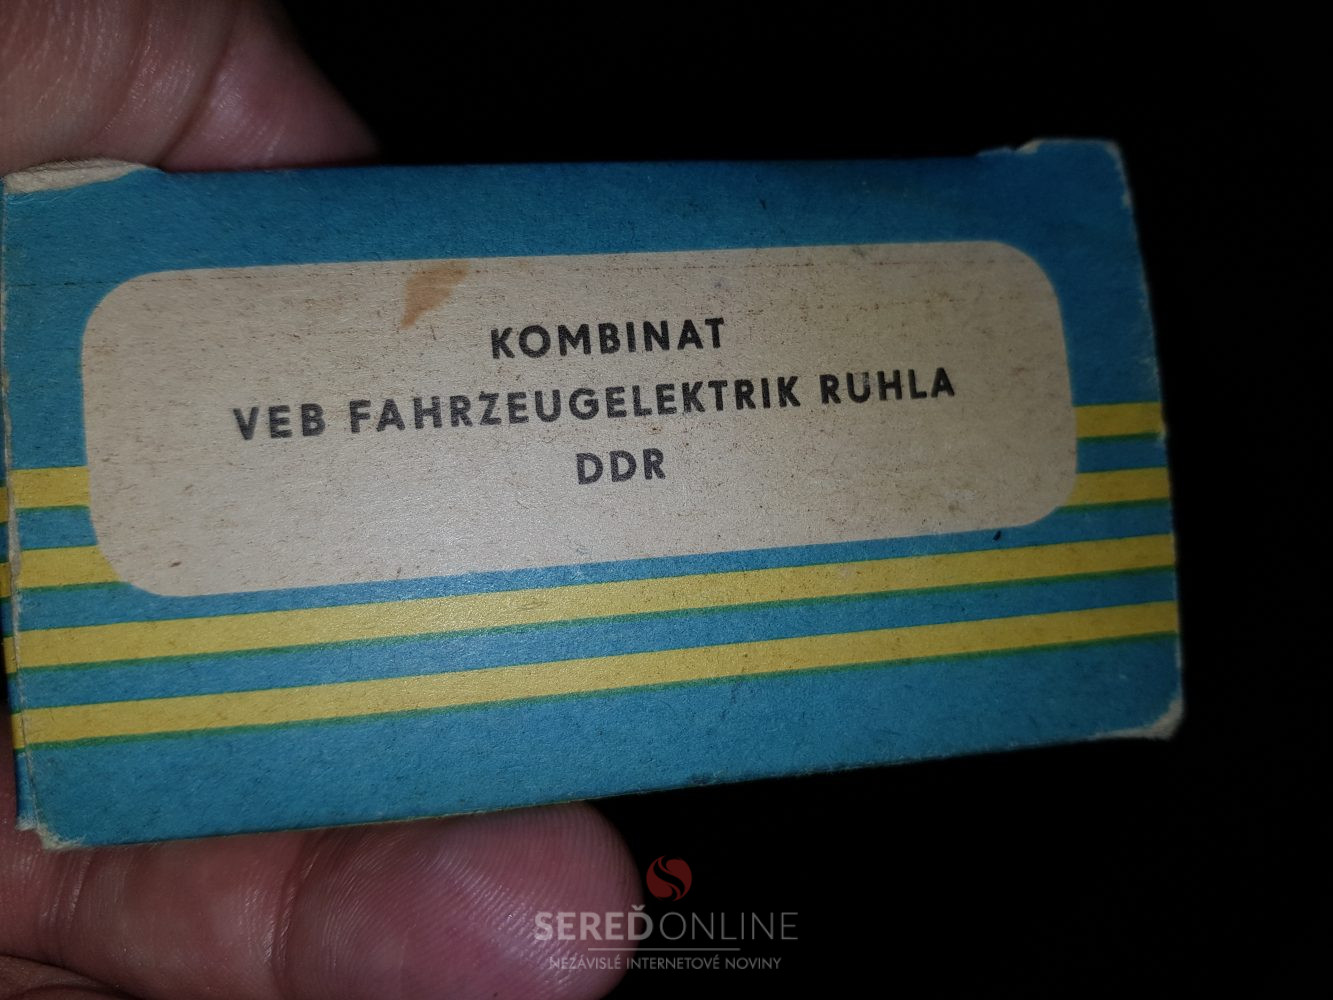 KOMBINAT
VEB FAHRZEUGELEKTRIK RUHLA
DDR
SEREĎONLINE
NEZÁVISLÉ INTERNETOVÉ NOVINY